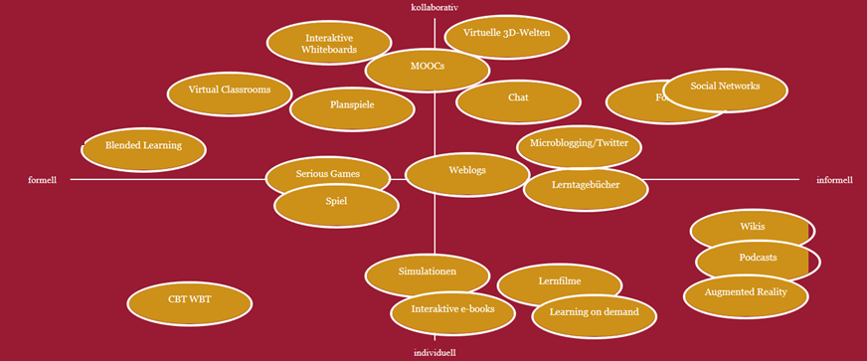 kollaborativ
Virtuelle 3D-Welten
Interaktive
Whiteboards
MOOCs
Social Networks
Virtual Classrooms
Planspiele
Chat
Fo
Blended Learning
Microblogging/Twitter
Serious Games
Weblogs
formell
informell
Lerntagebücher
Spiel
Wikis
Podcasts
Simulationen
Lernfilme
Augmented Reality
CBT WBT
Interaktive e-books
Learning on demand
individuell